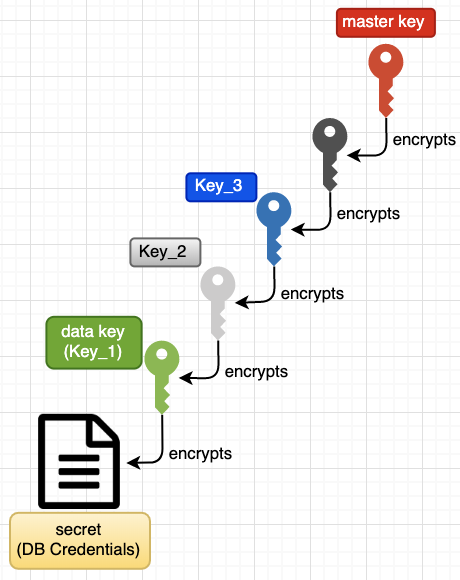 master key
encrypts
encrypts
Key_3
Key_2
encrypts
data key
(Key_1)
encrypts
encrypts
secret
(DB Credentials)